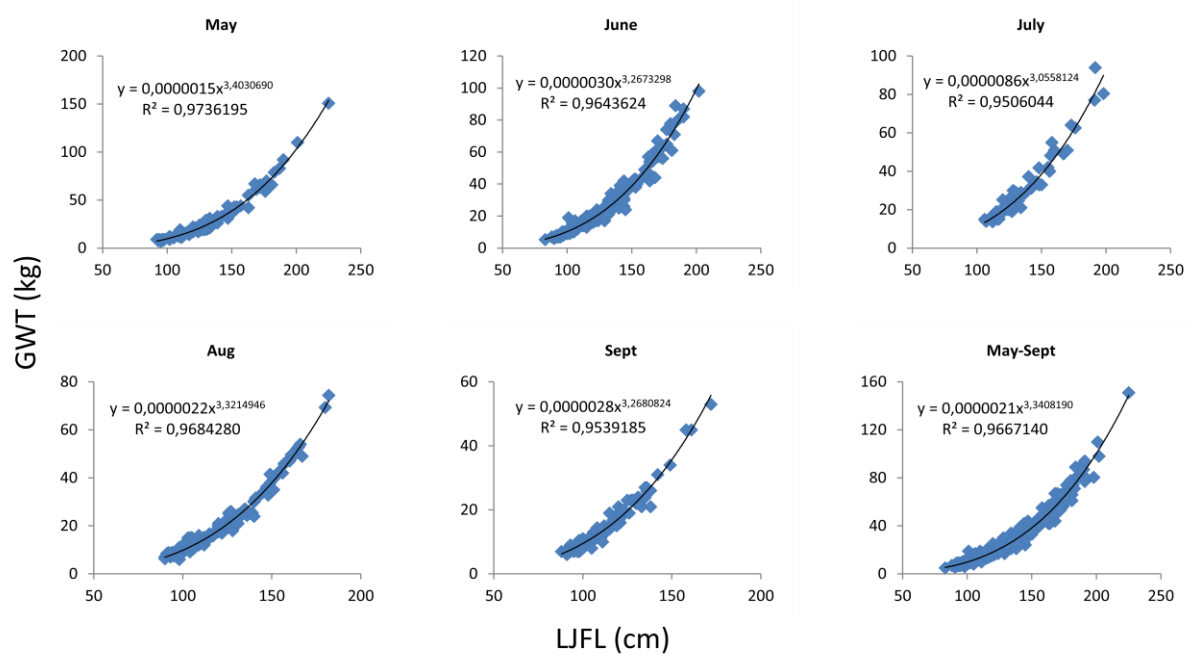 May
200
150
100
50
0
50 100 150 200 250
y = 0,0000015x^3,4030690
R² = 0,9736195
June
120
100
80
60
40
20
0
50 100 150 200 250
y = 0,0000030x^3,2673298
R² = 0,9643624
July
100
80
60
40
20
0
50 100 150 200 250
y = 0,0000086x^3,0558124
R² = 0,9506044
GWT (kg)
Aug
80
60
40
20
0
50 100 150 200
y = 0,0000022x^3,3214946
R² = 0,9684280
Sept
60
40
20
0
50 100 150 200
y = 0,0000028x^3,2680824
R² = 0,9539185
May-Sept
160
120
80
40
0
50 100 150 200 250
y = 0,0000021x^3,3408190
R² = 0,9667140
LJFL (cm)